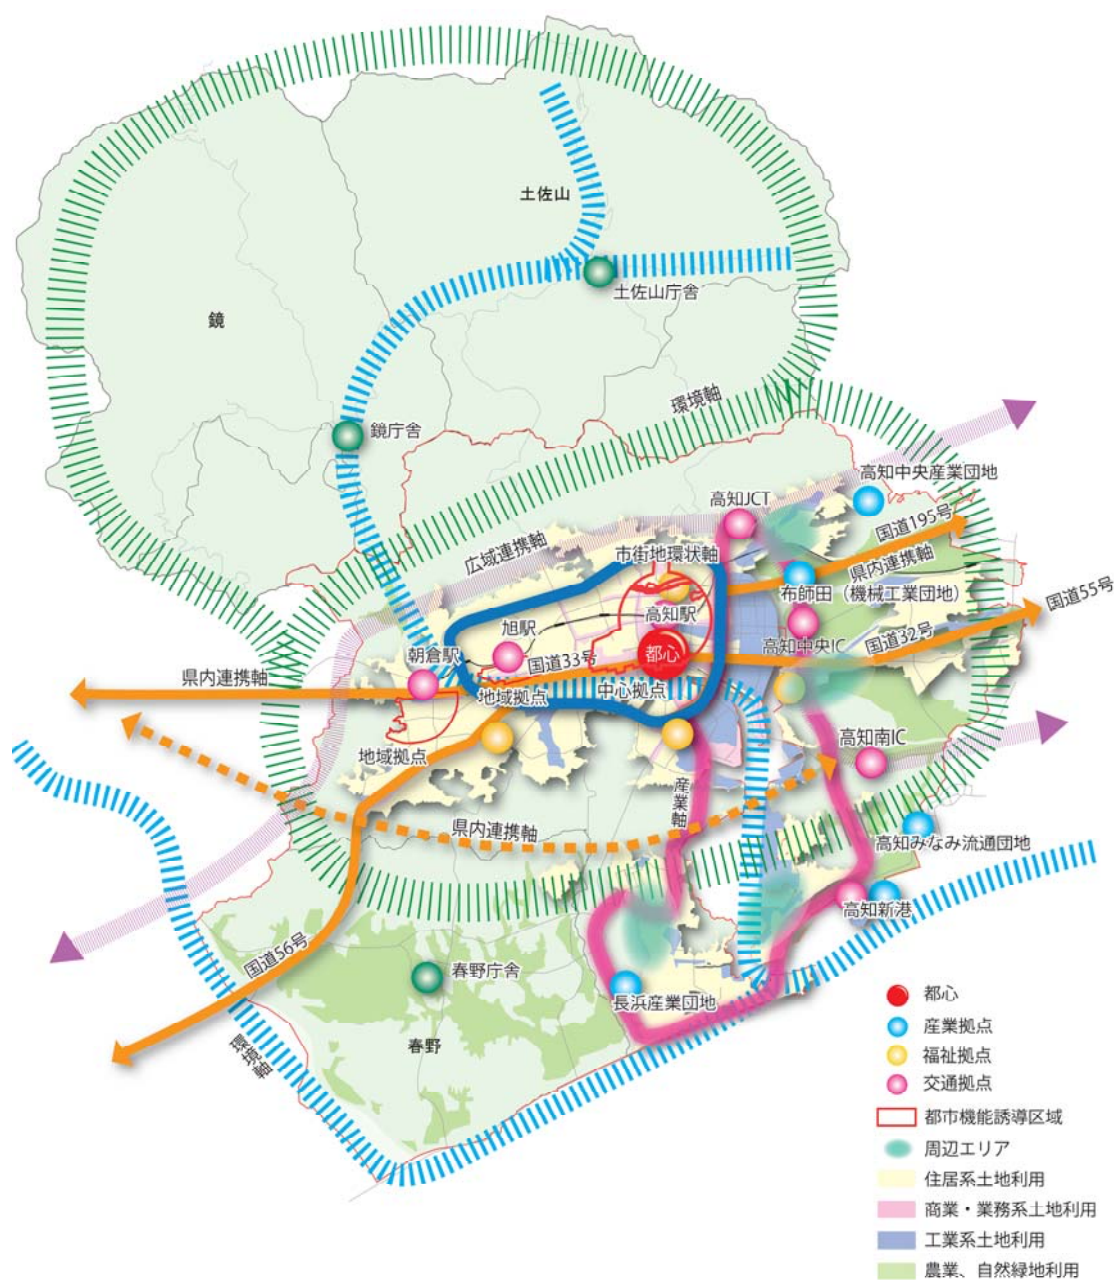 土佐山
土佐山庁舎
鏡
環境軸
鏡庁舎
高知中央産業団地
高知JCT
国道195号
広域連携軸
市街地環状軸
県内連携軸
布師田（機械工業団地）
国道55号
高知駅
旭駅
高知中央IC
国道32号
朝倉駅
都心
国道33号
県内連携軸
地域拠点
中心拠点
高知南IC
地域拠点
産業軸
県内連携軸
高知みなみ流通団地
高知新港
国道56号
春野庁舎
長浜産業団地
環境軸
春野
都心
産業拠点
福祉拠点
交通拠点
都市機能誘導区域
周辺エリア
住居系土地利用
商業・業務系土地利用
工業系土地利用
農業、自然緑地利用